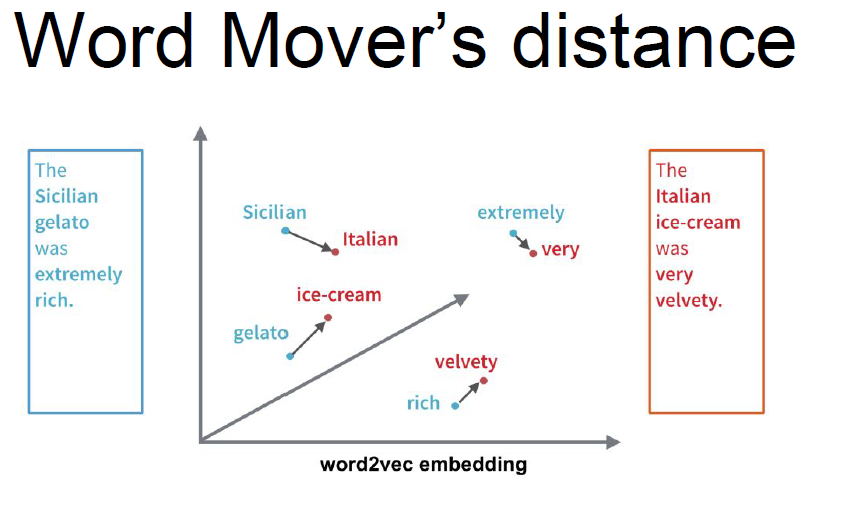 Word Mover's distance
The
Sicilian
gelato
was
extremely
rich.
Sicilian
Italian
extremely
very
ice-cream
gelato
velvety
rich
word2vec embedding
The
Italian
ice-cream
was
very
velvety.